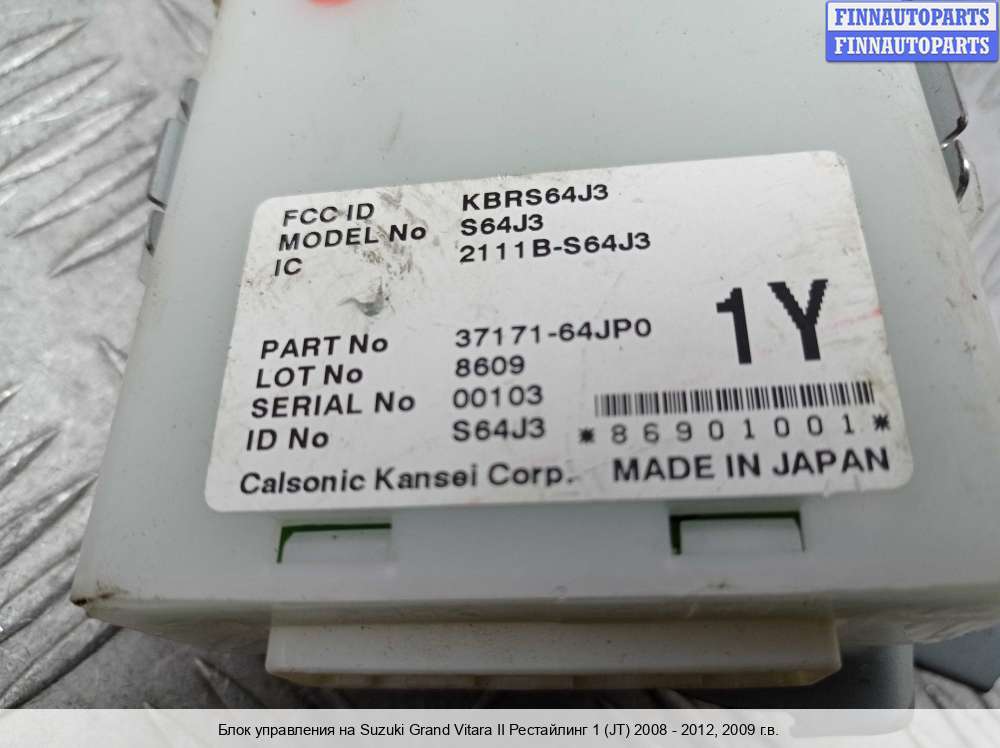 FINNAUTOPARTS
FINNAUTOPARTS
FCC ID KBRS64J3
MODEL No S64J3
IC 2111B-S64J3
1Y
PART No 37171-64JP0
LOT No 8609
SERIAL No 00103
ID No S64J3
*86901001*
Calsonic Kansei Corp. MADE IN JAPAN
Блок управления на Suzuki Grand Vitara II Рестайлинг 1 (JT) 2008 - 2012, 2009 г.в.